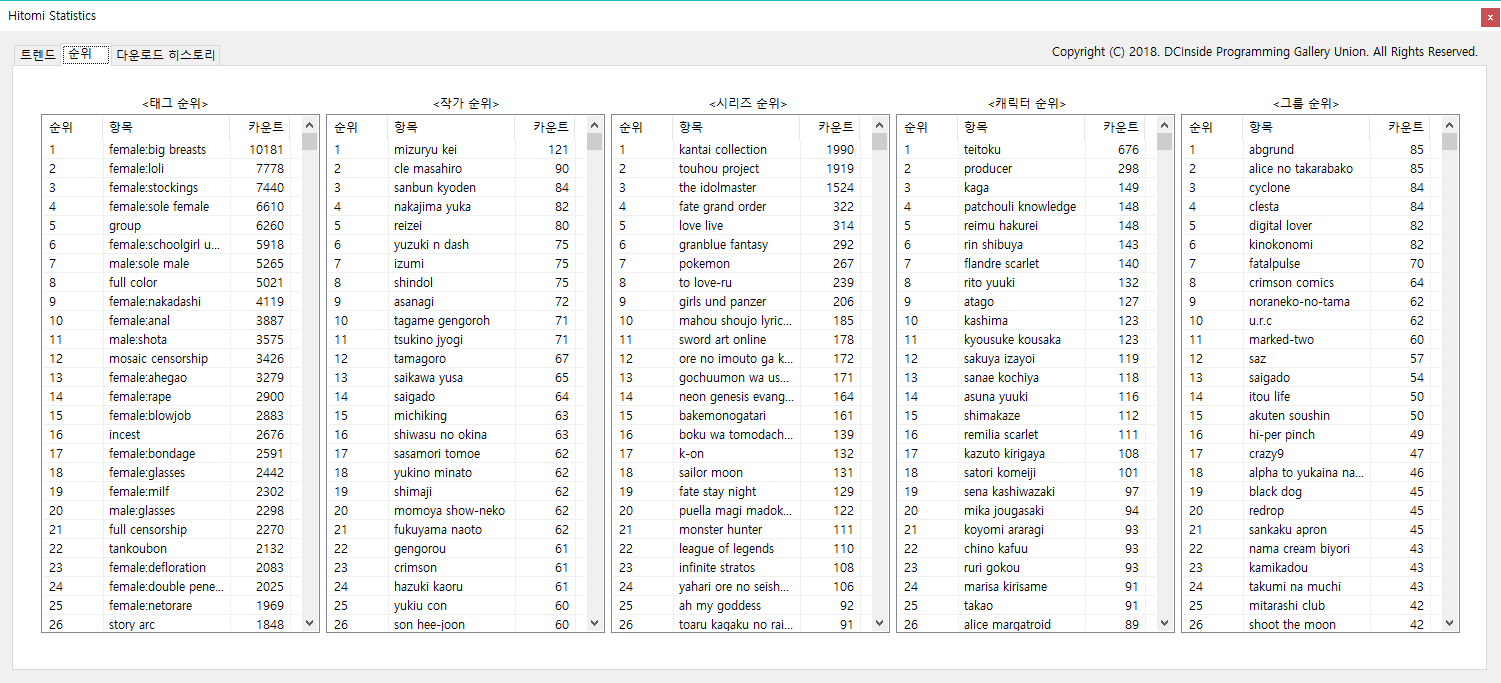 Hitomi Statistics
x
트렌드 순위 다운로드 히스토리 Copyright (C) 2018. DCInside Programming Gallery Union. All Rights Reserved.
<태그 순위> <작가 순위> <시리즈 순위> <캐릭터 순위> <그룹 순위>
순위 항목 카운트 순위 항목 카운트 순위 항목 카운트 순위 항목 카운트 순위 항목 카운트
1 female:big breasts 10181 1 mizuryu kei 121 1 kantai collection 1990 1 teitoku 676 1 abgrund 85
2 female:loli 7778 2 cle masahiro 90 2 touhou project 1919 2 producer 298 2 alice no takarabako 85
3 female:stockings 7440 3 sanbun kyoden 84 3 the idolmaster 1524 3 kaga 149 3 cyclone 84
4 female:sole female 6610 4 nakajima yuka 82 4 fate grand order 322 4 patchouli knowledge 148 4 clesta 84
5 group 6260 5 reizei 80 5 love live 314 5 reimu hakurei 148 5 digital lover 82
6 female:schoolgirl u... 5918 6 yuzuki n dash 75 6 granblue fantasy 292 6 rin shibuya 143 6 kinokonomi 82
7 male:sole male 5265 7 izumi 75 7 pokemon 267 7 flandre scarlet 140 7 fatalpulse 70
8 full color 5021 8 shindol 75 8 to love-ru 239 8 rito yuuki 132 8 crimson comics 64
9 female:nakadashi 4119 9 asanagi 72 9 girls und panzer 206 9 atago 127 9 noraneko-no-tama 62
10 female:anal 3887 10 tagame gengoroh 71 10 mahou shoujo lyric... 185 10 kashima 123 10 u.r.c 62
11 male:shota 3575 11 tsukino jyogi 71 11 sword art online 178 11 kyousuke kousaka 123 11 marked-two 60
12 mosaic censorship 3426 12 tamagoro 67 12 ore no imouto ga k... 172 12 sakuya izayoi 119 12 saz 57
13 female:ahegao 3279 13 saikawa yusa 65 13 gochuumon wa us... 171 13 sanae kochiya 118 13 saigado 54
14 female:rape 2900 14 saigado 64 14 neon genesis evang... 164 14 asuna yuuki 116 14 itou life 50
15 female:blowjob 2883 15 michiking 63 15 bakemonogatari 161 15 shimakaze 112 15 akuten soushin 50
16 incest 2676 16 shiwasu no okina 63 16 boku wa tomodach... 139 16 remilia scarlet 111 16 hi-per pinch 49
17 female:bondage 2591 17 sasamori tomoe 62 17 k-on 132 17 kazuto kirigaya 108 17 crazy9 47
18 female:glasses 2442 18 yukino minato 62 18 sailor moon 131 18 satori komeiji 101 18 alpha to yukaina na... 46
19 female:milf 2302 19 shimaji 62 19 fate stay night 129 19 sena kashiwazaki 97 19 black dog 45
20 male:glasses 2298 20 momoya show-neko 62 20 puella magi madok... 122 20 mika jougasaki 94 20 redrop 45
21 full censorship 2270 21 fukuyama naoto 62 21 monster hunter 111 21 koyomi araragi 93 21 sankaku apron 45
22 tankoubon 2132 22 gengorou 61 22 league of legends 110 22 chino kafuu 93 22 nama cream biyori 43
23 female:defloration 2083 23 crimson 61 23 infinite stratos 108 23 ruri gokou 93 23 kamikadou 43
24 female:double pene... 2025 24 hazuki kaoru 61 24 yahari ore no seish... 106 24 marisa kirisame 91 24 takumi na muchi 43
25 female:netorare 1969 25 yukiu con 60 25 ah my goddess 92 25 takao 91 25 mitarashi club 42
26 story arc 1848 26 son hee-joon 60 26 toaru kagaku no rai... 91 26 alice margatroid 89 26 shoot the moon 42